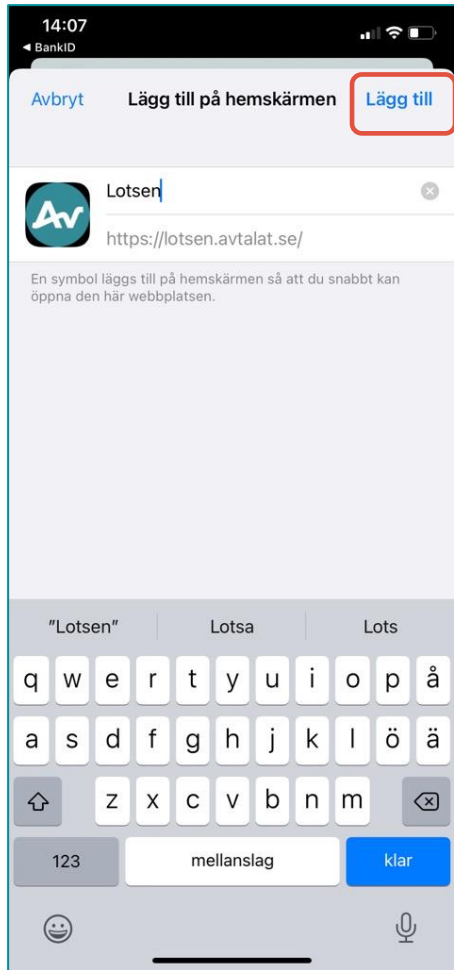 14:07
◀ BankID
Avbryt Lägg till på hemskärmen Lägg till
Av
Lotsen
https://lotsen.avtalat.se/
En symbol läggs till på hemskärmen så att du snabbt kan
öppna den här webbplatsen.
"Lotsen" Lotsa Lots
q w e r t y u i o p å
a s d f g h j k l ö ä
z x c v b n m
123 mellanslag klar